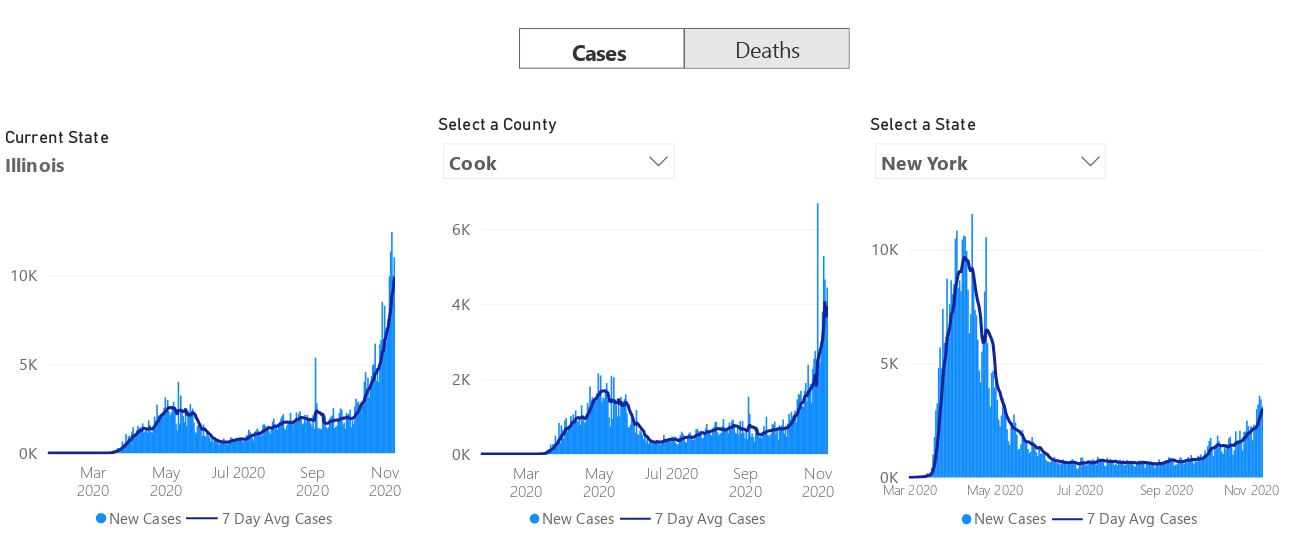 Cases
Deaths
Current State
Illinois
Select a County
Cook
Select a State
New York
10K
5K
0K
Mar 2020
May 2020
Jul 2020
Sep 2020
Nov 2020
New Cases
7 Day Avg Cases
6K
4K
2K
0K
Mar 2020
May 2020
Jul 2020
Sep 2020
Nov 2020
New Cases
7 Day Avg Cases
10K
5K
0K
Mar 2020
May 2020
Jul 2020
Sep 2020
Nov 2020
New Cases
7 Day Avg Cases